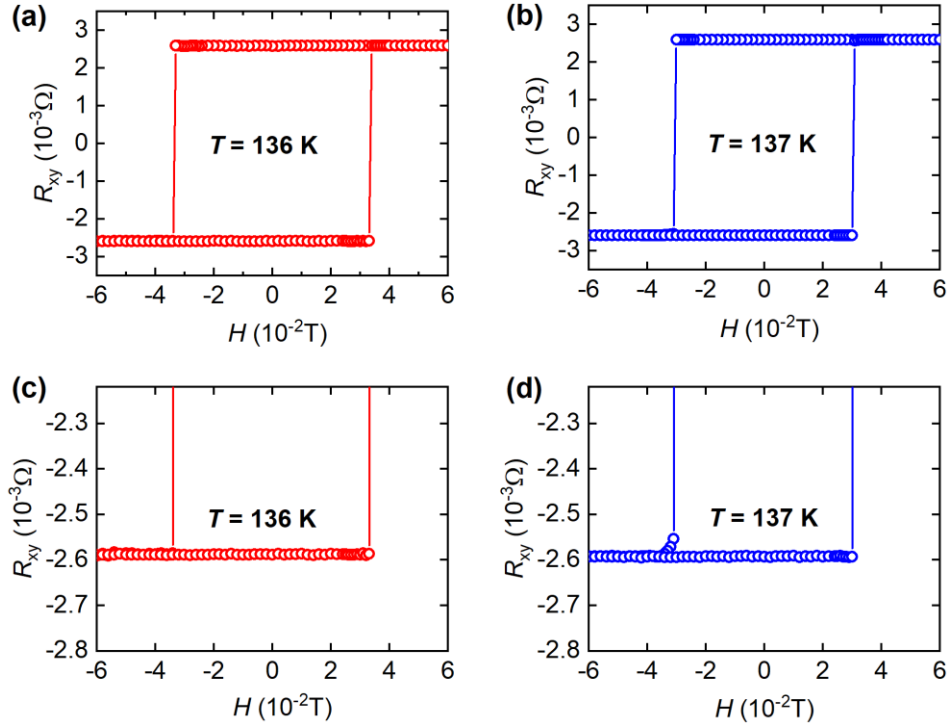 (a)
3
2
1
0
-1
-2
-3
R_xy (10⁻³Ω)
T = 136 K
-6 -4 -2 0 2 4 6
H (10⁻²T)
(b)
3
2
1
0
-1
-2
-3
R_xy (10⁻³Ω)
T = 137 K
-6 -4 -2 0 2 4 6
H (10⁻²T)
(c)
-2.3
-2.4
-2.5
-2.6
-2.7
-2.8
R_xy (10⁻³Ω)
T = 136 K
-6 -4 -2 0 2 4 6
H (10⁻²T)
(d)
-2.3
-2.4
-2.5
-2.6
-2.7
-2.8
R_xy (10⁻³Ω)
T = 137 K
-6 -4 -2 0 2 4 6
H (10⁻²T)